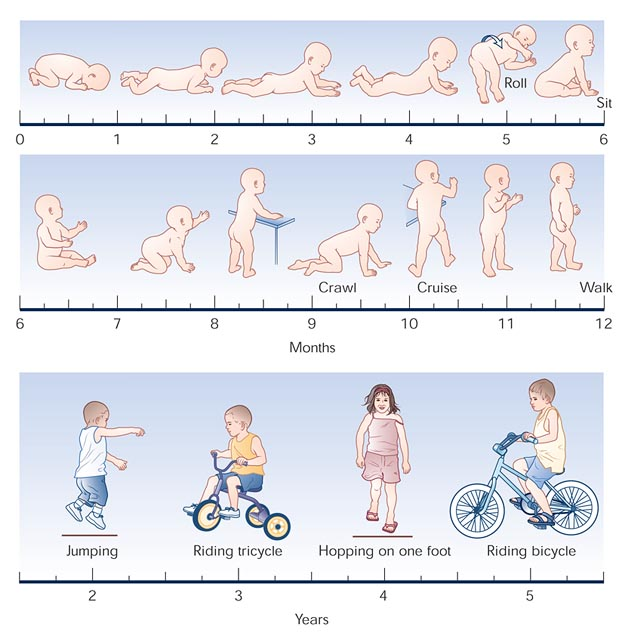 Roll
Sit
0 1 2 3 4 5 6
Crawl Cruise Walk
6 7 8 9 10 11 12
Months
Jumping Riding tricycle Hopping on one foot Riding bicycle
2 3 4 5
Years